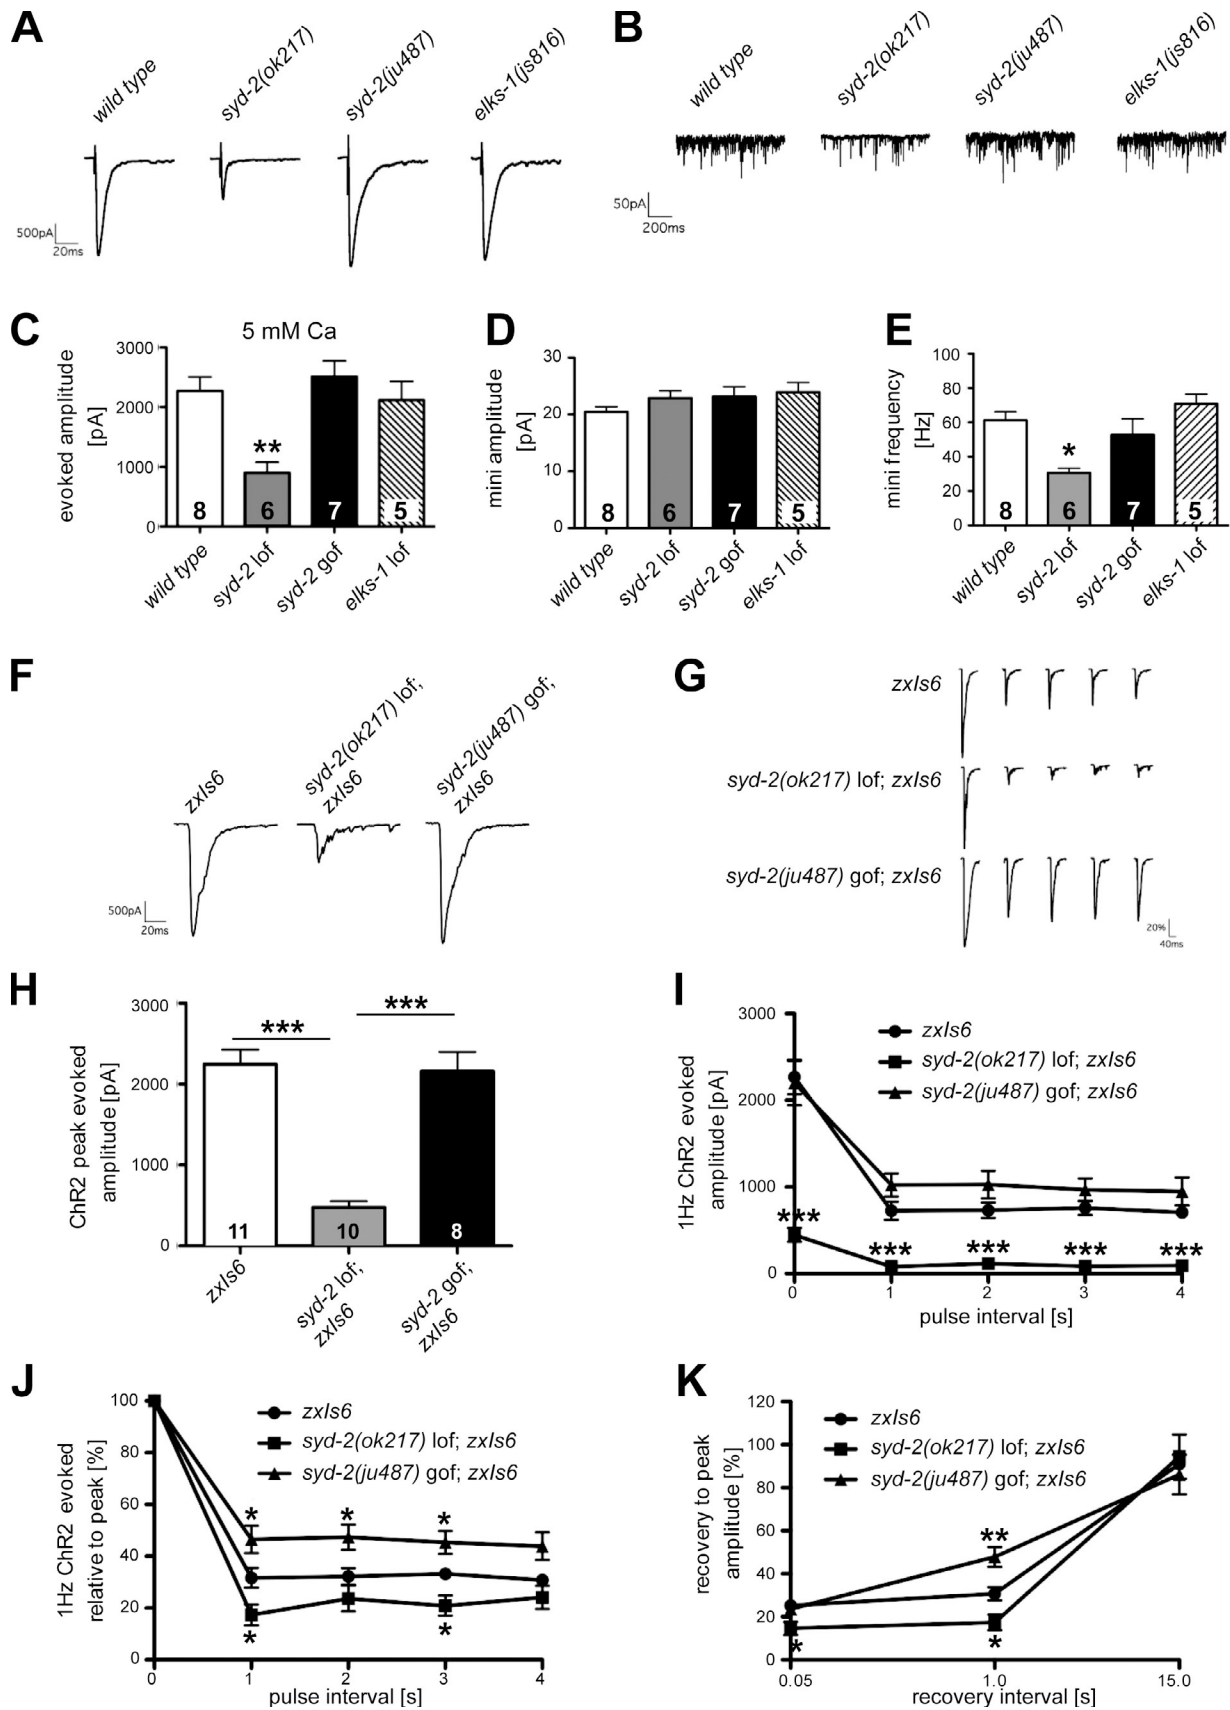 A
wild type
syd-2(ok217)
syd-2(ju487)
elks-1(js816)
500pA
20ms
B
wild type
syd-2(ok217)
syd-2(ju487)
elks-1(js816)
50pA
200ms
C
5 mM Ca
evoked amplitude
[pA]
3000
2000
1000
0
**
8
6
7
5
wild type
syd-2 lof
syd-2 gof
elks-1 lof
D
mini amplitude
[pA]
30
20
10
0
8
6
7
5
wild type
syd-2 lof
syd-2 gof
elks-1 lof
E
mini frequency
[Hz]
100
80
60
40
20
0
*
8
6
7
5
wild type
syd-2 lof
syd-2 gof
elks-1 lof
F
zxIs6
syd-2(ok217) lof;
zxIs6
syd-2(ju487) gof;
zxIs6
500pA
20ms
G
zxIs6
syd-2(ok217) lof; zxIs6
syd-2(ju487) gof; zxIs6
20%
40ms
H
ChR2 peak evoked
amplitude [pA]
3000
2000
1000
0
***
***
11
10
8
zxIs6
syd-2 lof;
zxIs6
syd-2 gof;
zxIs6
I
1Hz ChR2 evoked
amplitude [pA]
3000
2000
1000
0
zxIs6
syd-2(ok217) lof; zxIs6
syd-2(ju487) gof; zxIs6
***
***
***
***
***
0
1
2
3
4
pulse interval [s]
J
1Hz ChR2 evoked
relative to peak [%]
100
80
60
40
20
0
zxIs6
syd-2(ok217) lof; zxIs6
syd-2(ju487) gof; zxIs6
*
*
*
*
*
0
1
2
3
4
pulse interval [s]
K
recovery to peak
amplitude [%]
120
100
80
60
40
20
0
zxIs6
syd-2(ok217) lof; zxIs6
syd-2(ju487) gof; zxIs6
**
*
*
0.05
1.0
15.0
recovery interval [s]